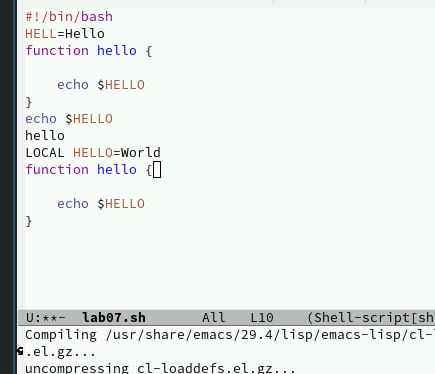 #!/bin/bash
HELL=Hello
function hello {
echo $HELLO
}
echo $HELLO
hello
LOCAL HELLO=World
function hello {
echo $HELLO
}
U:**- lab07.sh All L10 (Shell-script[sh
Compiling /usr/share/emacs/29.4/lisp/emacs-lisp/cl-l
.el.gz...
uncompressing cl-loaddefs.el.gz...